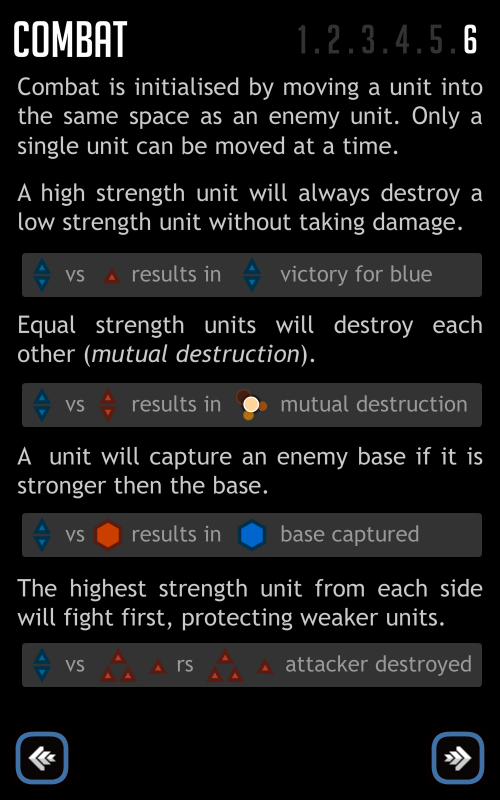 COMBAT 1.2.3.4.5.6
Combat is initialised by moving a unit into
the same space as an enemy unit. Only a
single unit can be moved at a time.
A high strength unit will always destroy a
low strength unit without taking damage.
vs results in victory for blue
Equal strength units will destroy each
other (mutual destruction).
vs results in mutual destruction
A unit will capture an enemy base if it is
stronger then the base.
vs results in base captured
The highest strength unit from each side
will fight first, protecting weaker units.
vs rs attacker destroyed